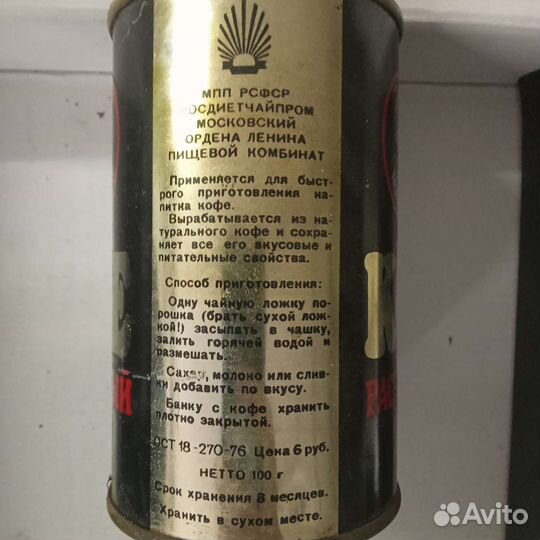 МПП РСФСР
РОСДИЕТЧАЙПРОМ
МОСКОВСКИЙ
ОРДЕНА ЛЕНИНА
ПИЩЕВОЙ КОМБИНАТ
Применяется для быст-
рого приготовления на-
питка кофе.
Вырабатывается из на-
турального кофе и сохра-
няет все его вкусовые и
питательные свойства.
Способ приготовления:
Одну чайную ложку по-
рошка (брать сухой лож-
кой!) засыпать в чашку,
залить горячей водой и
размешать.
Сахар, молоко или слив-
ки добавить по вкусу.
Банку с кофе хранить
плотно закрытой.
ОСТ 18-270-76 Цена 6 руб.
НЕТТО 100 г
Срок хранения 8 месяцев.
Хранить в сухом месте.
Avito